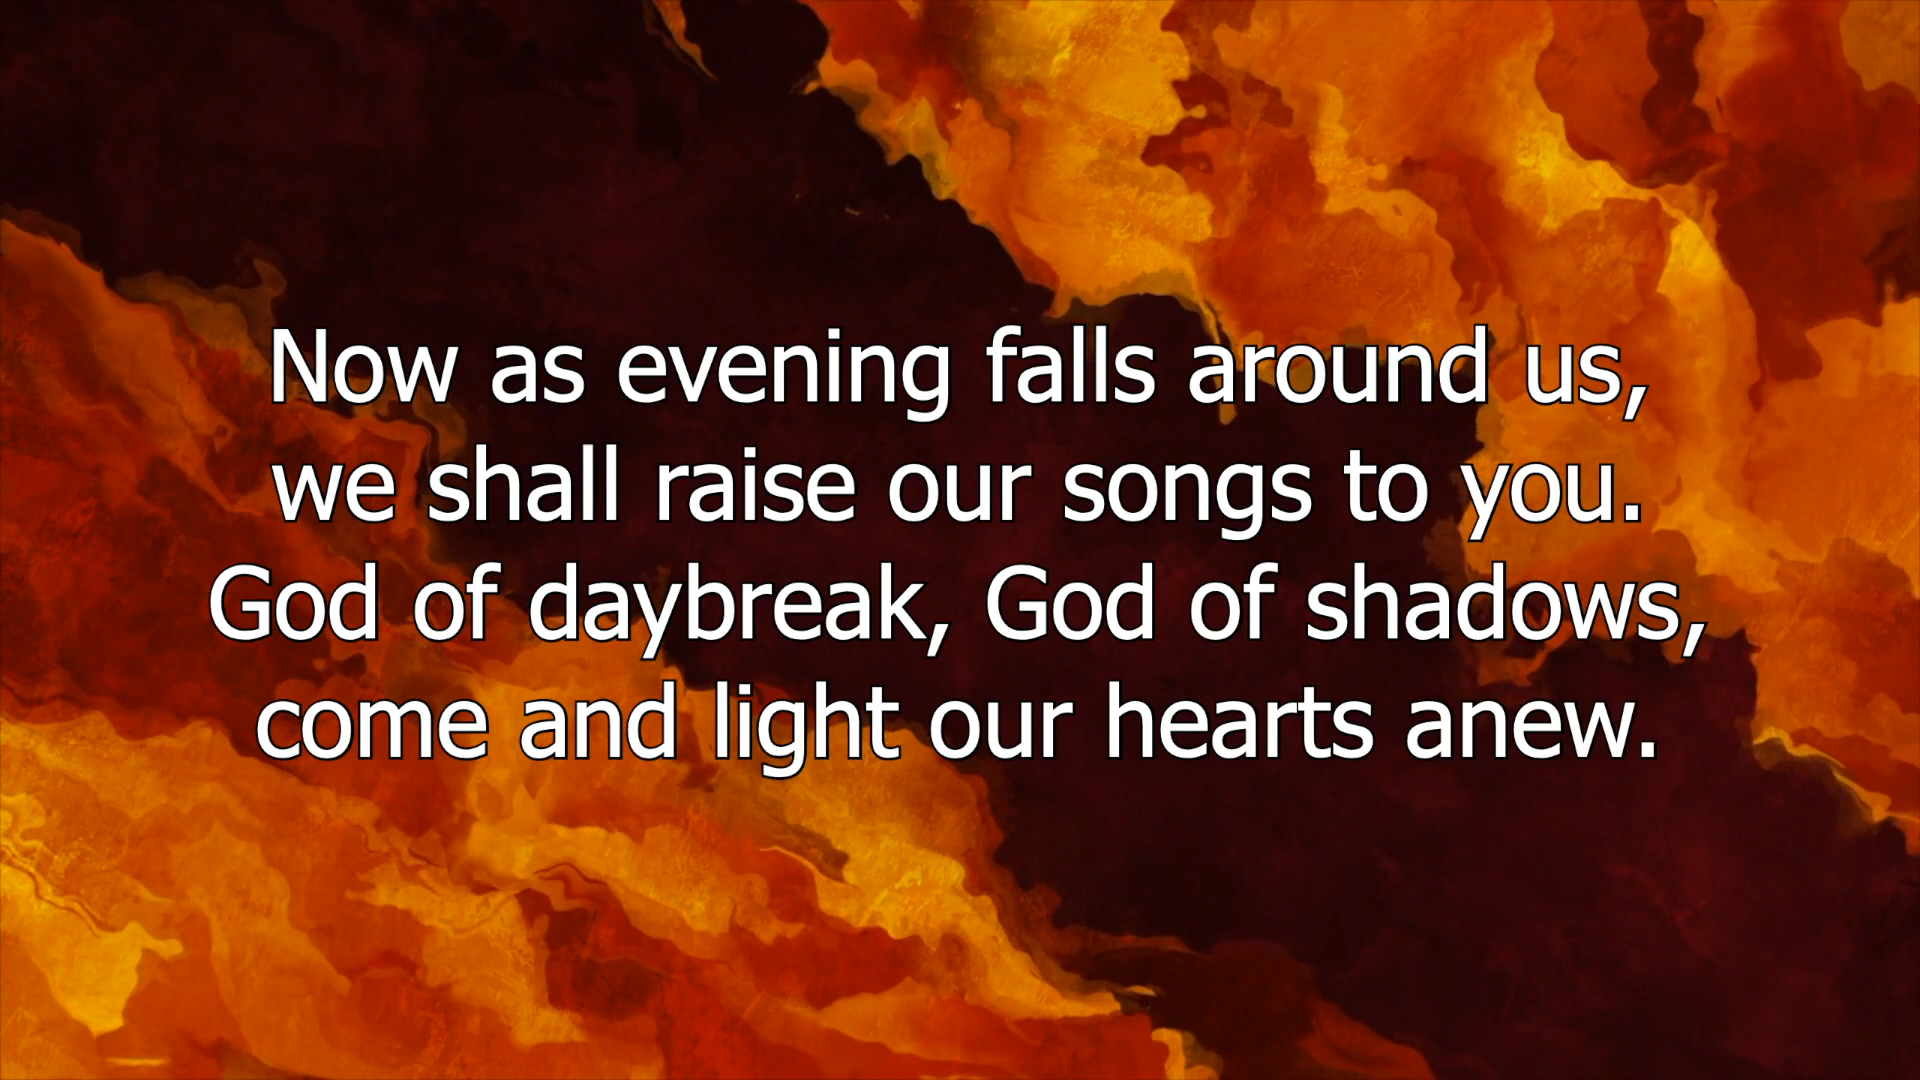 Now as evening falls around us,
we shall raise our songs to you.
God of daybreak, God of shadows,
come and light our hearts anew.